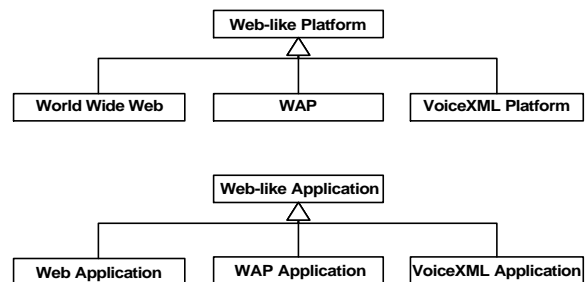 Web-like Platform
World Wide Web
WAP
VoiceXML Platform
Web-like Application
Web Application
WAP Application
VoiceXML Application